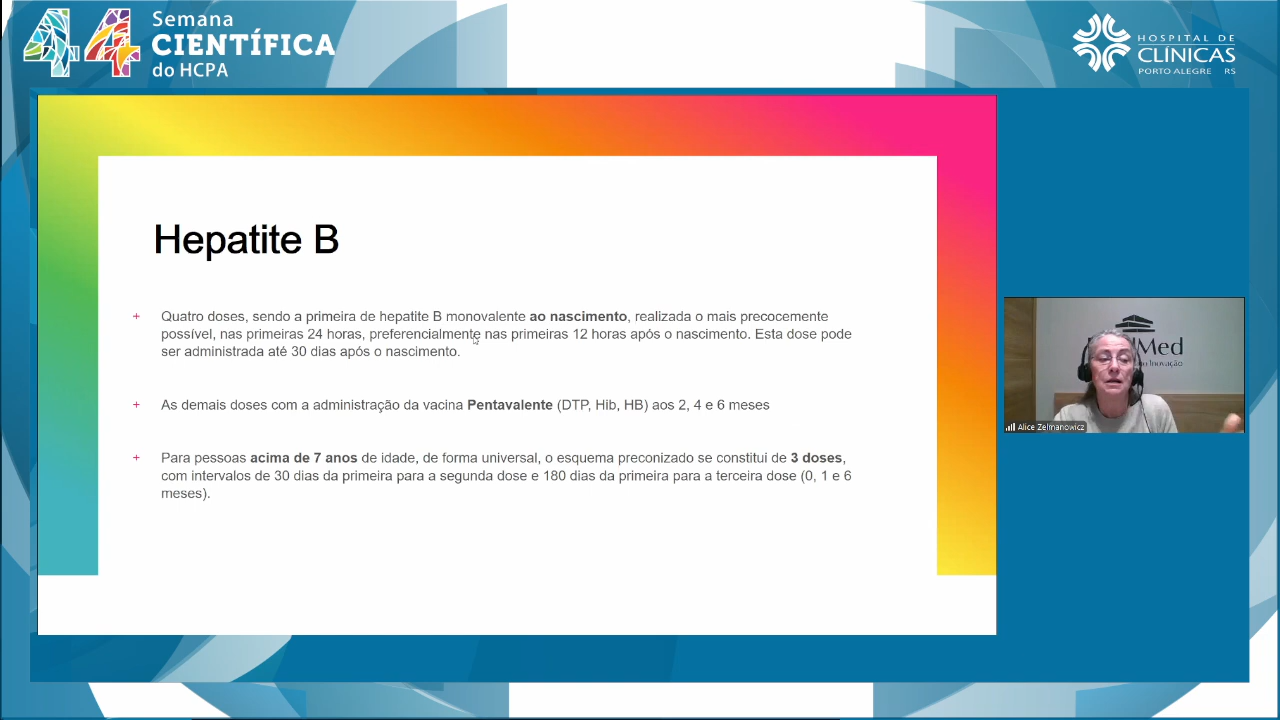 44
Semana
CIENTÍFICA
do HCPA
HOSPITAL DE
CLÍNICAS
PORTO ALEGRE RS
Hepatite B
+ Quatro doses, sendo a primeira de hepatite B monovalente ao nascimento, realizada o mais precocemente
possível, nas primeiras 24 horas, preferencialmente nas primeiras 12 horas após o nascimento. Esta dose pode
ser administrada até 30 dias após o nascimento.
+ As demais doses com a administração da vacina Pentavalente (DTP, Hib, HB) aos 2, 4 e 6 meses
+ Para pessoas acima de 7 anos de idade, de forma universal, o esquema preconizado se constitui de 3 doses,
com intervalos de 30 dias da primeira para a segunda dose e 180 dias da primeira para a terceira dose (0, 1 e 6
meses).
Med
Inovação
Alice Zelmanowicz